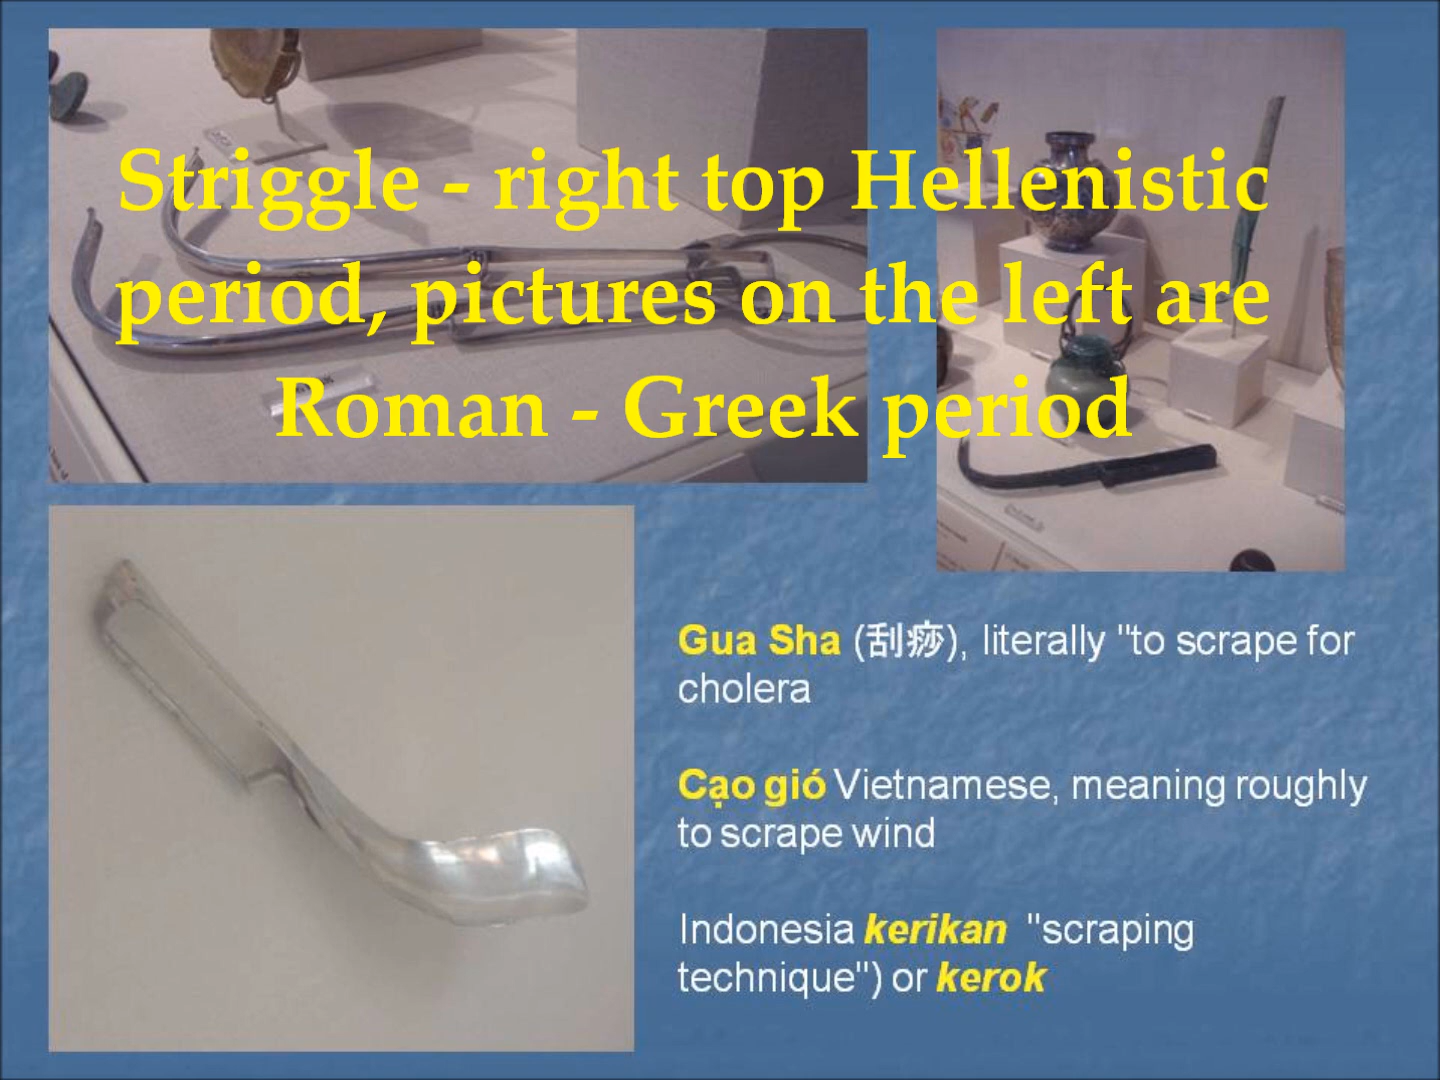 Striggle - right top Hellenistic
period, pictures on the left are
Roman - Greek period
Gua Sha (刮痧), literally "to scrape for
cholera
Cạo gió Vietnamese, meaning roughly
to scrape wind
Indonesia kerikan "scraping
technique") or kerok